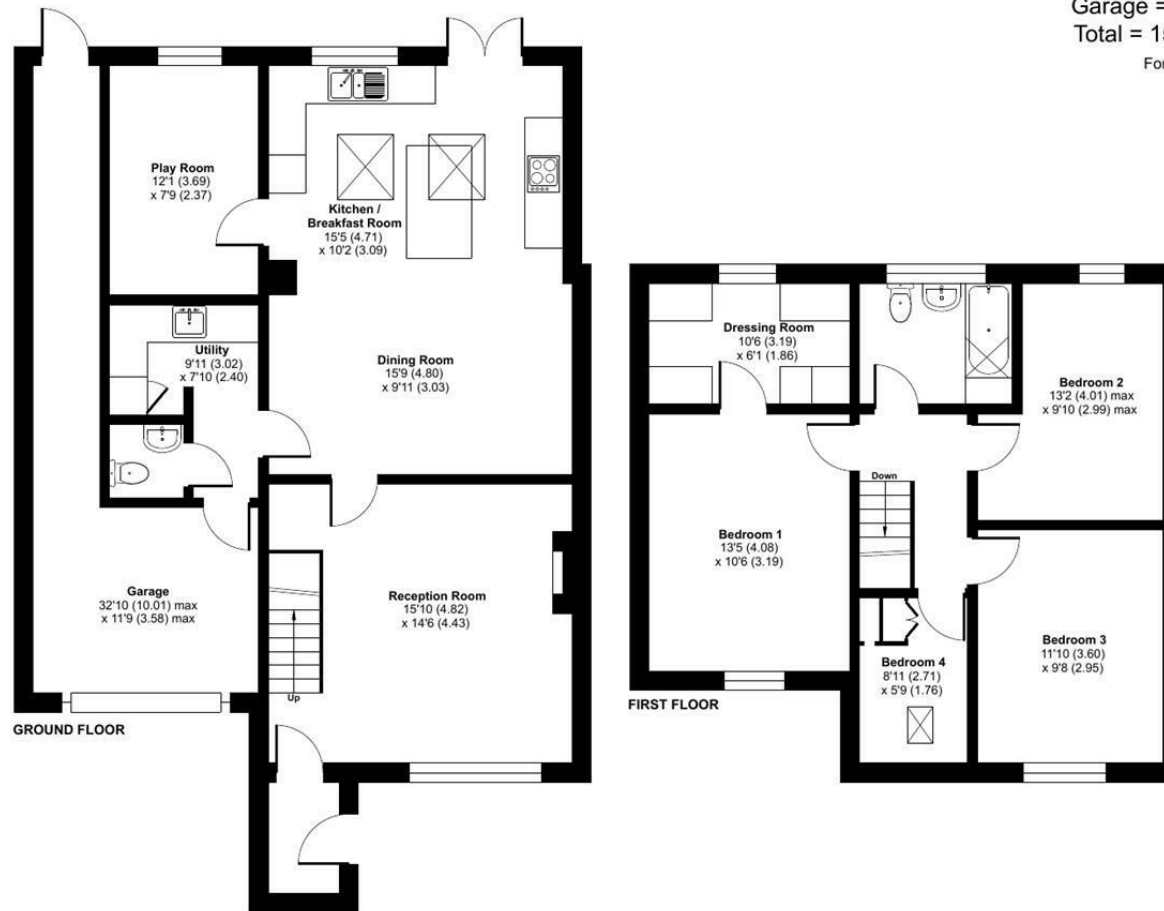 Garage =
Total = 15
For
Play Room
12'1 (3.69)
x 7'9 (2.37)
Kitchen /
Breakfast Room
15'5 (4.71)
x 10'2 (3.09)
Utility
9'11 (3.02)
x 7'10 (2.40)
Dining Room
15'9 (4.80)
x 9'11 (3.03)
Garage
32'10 (10.01) max
x 11'9 (3.58) max
Reception Room
15'10 (4.82)
x 14'6 (4.43)
Up
GROUND FLOOR
Dressing Room
10'6 (3.19)
x 6'1 (1.86)
Bedroom 2
13'2 (4.01) max
x 9'10 (2.99) max
Down
Bedroom 1
13'5 (4.08)
x 10'6 (3.19)
Bedroom 3
11'10 (3.60)
x 9'8 (2.95)
Bedroom 4
8'11 (2.71)
x 5'9 (1.76)
FIRST FLOOR